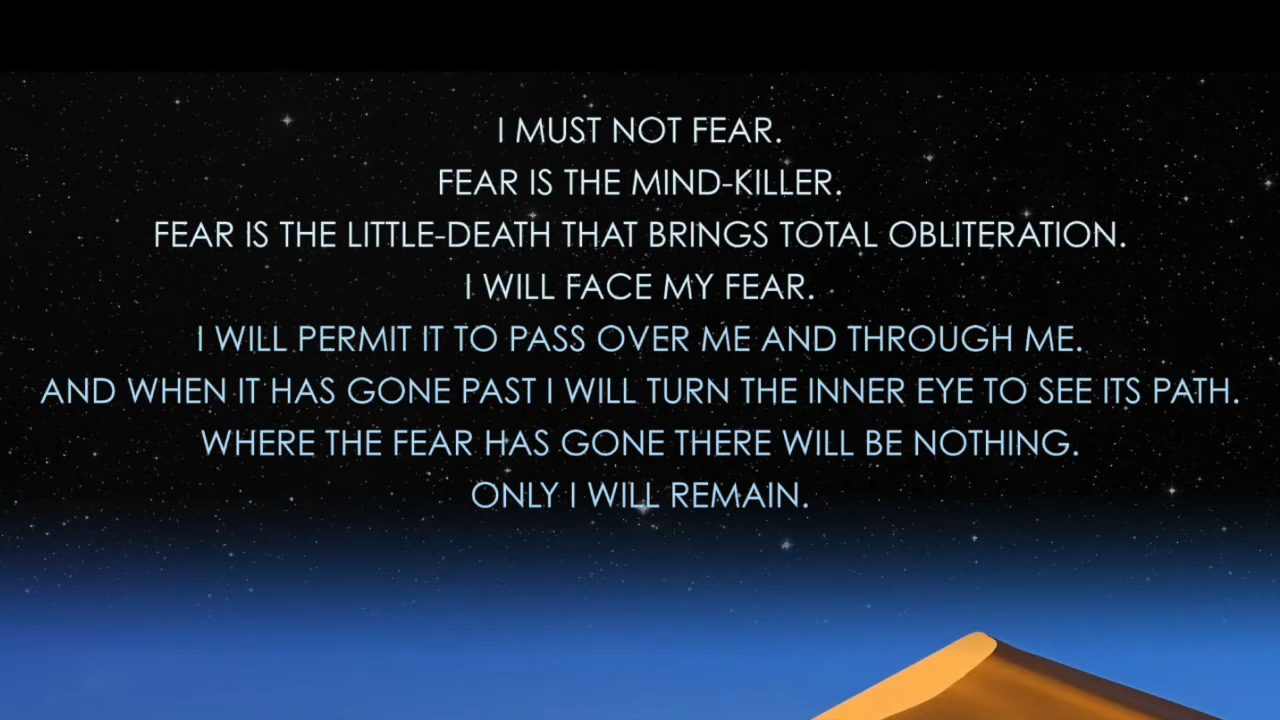 I MUST NOT FEAR.
FEAR IS THE MIND-KILLER.
FEAR IS THE LITTLE-DEATH THAT BRINGS TOTAL OBLITERATION.
I WILL FACE MY FEAR.
I WILL PERMIT IT TO PASS OVER ME AND THROUGH ME.
AND WHEN IT HAS GONE PAST I WILL TURN THE INNER EYE TO SEE ITS PATH.
WHERE THE FEAR HAS GONE THERE WILL BE NOTHING.
ONLY I WILL REMAIN.